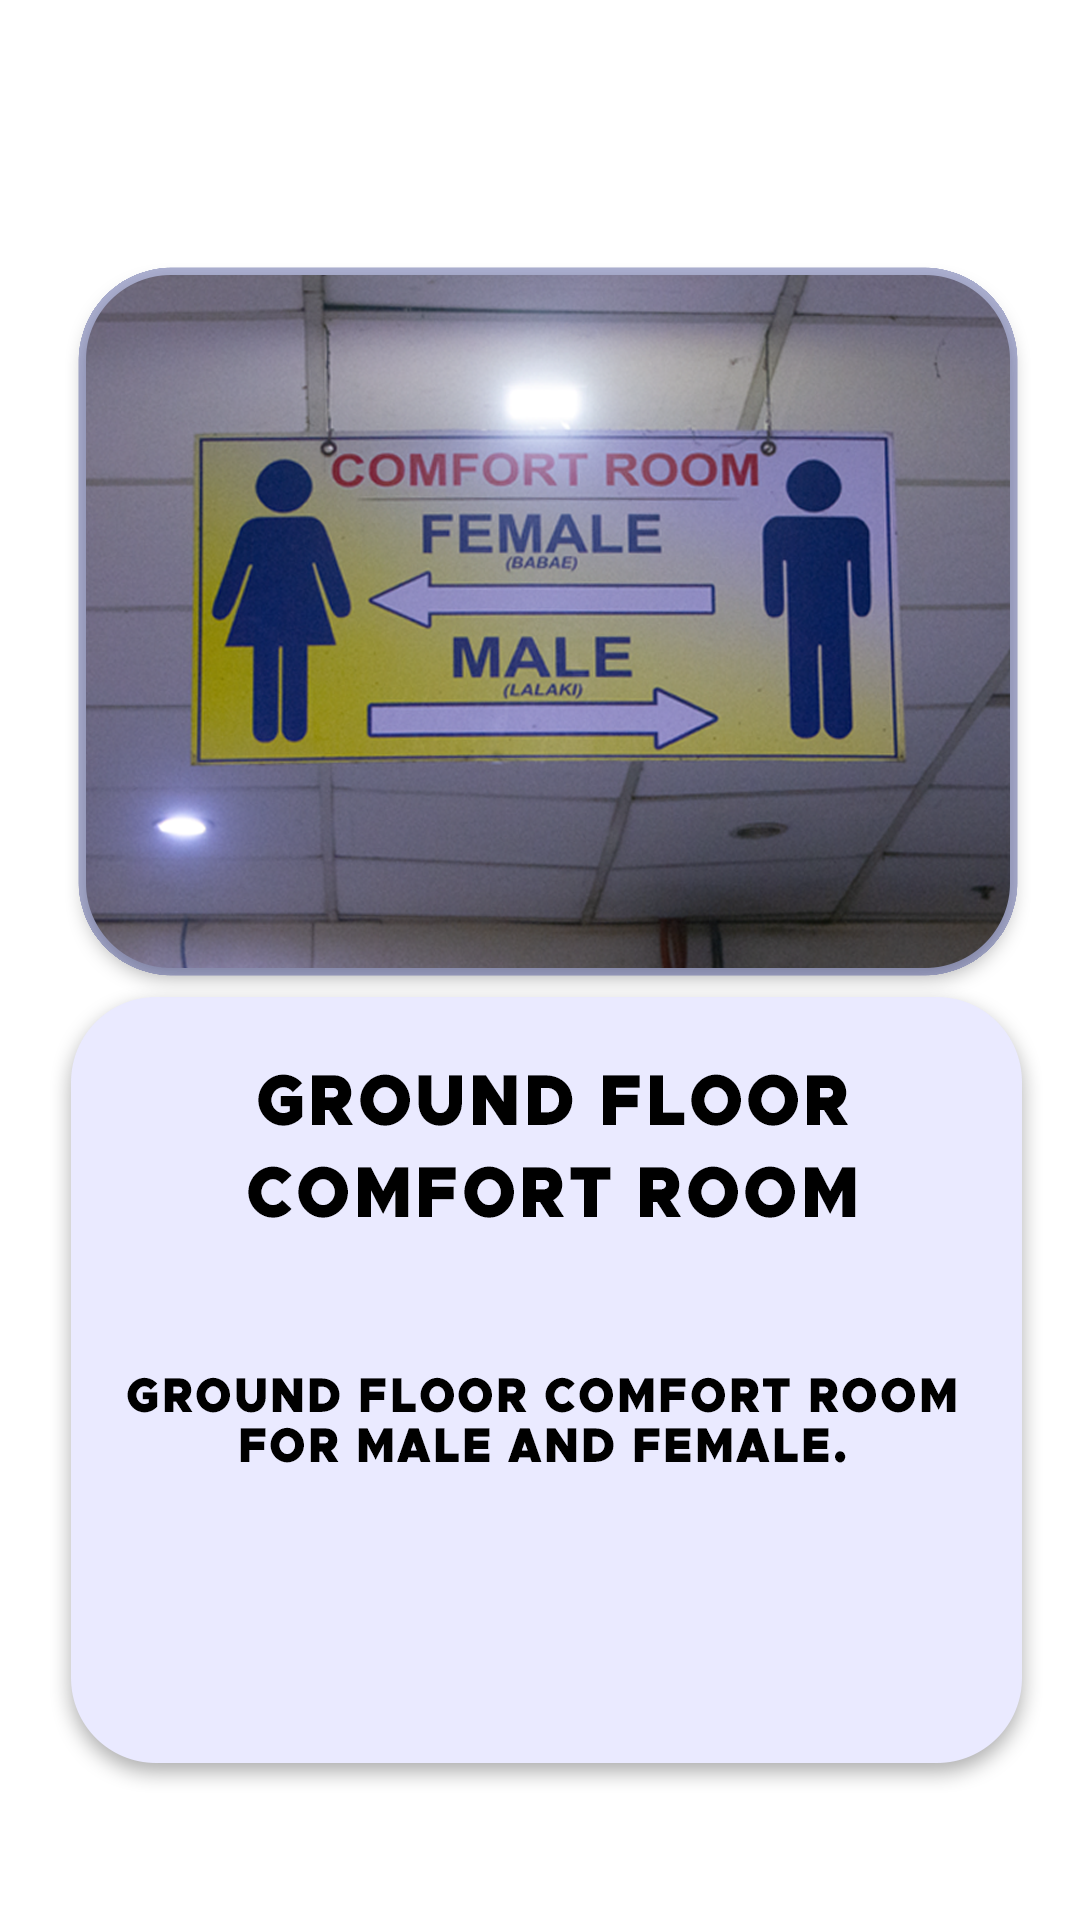 COMFORT ROOM
FEMALE
(BABAE)
MALE
(LALAKI)
GROUND FLOOR
COMFORT ROOM
GROUND FLOOR COMFORT ROOM
FOR MALE AND FEMALE.